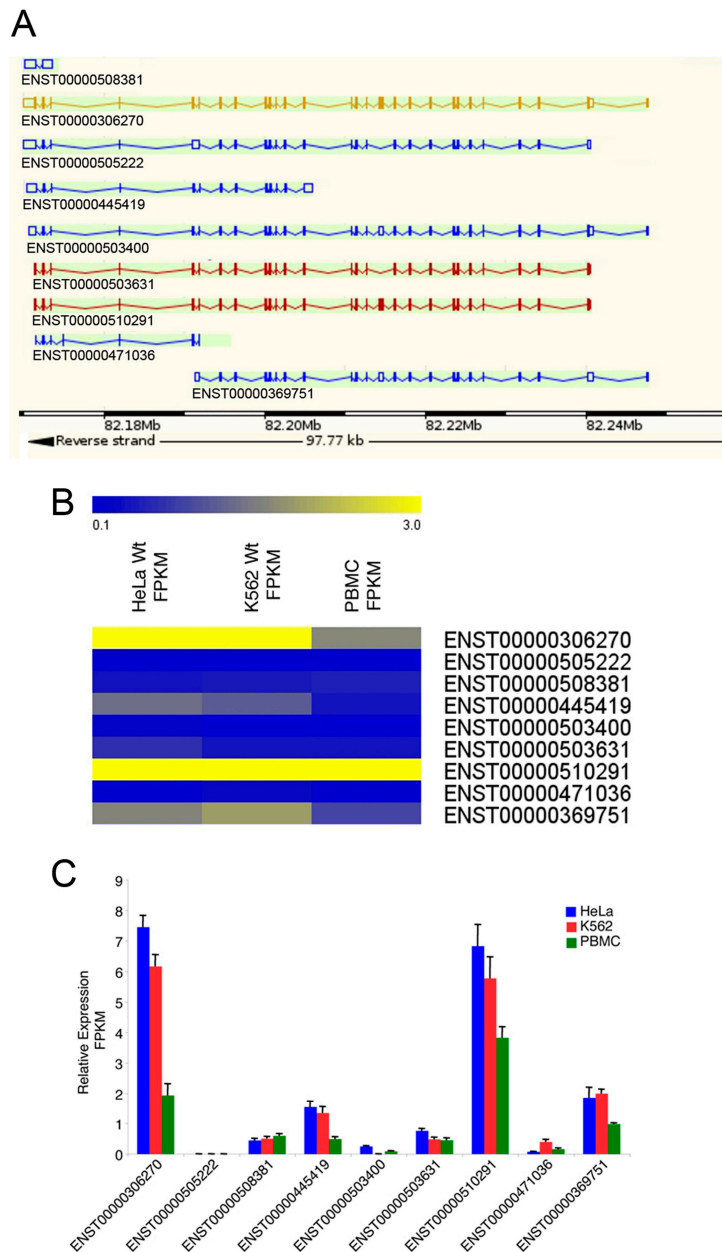 A
ENST00000508381
ENST00000306270
ENST00000505222
ENST00000445419
ENST00000503400
ENST00000503631
ENST00000510291
ENST00000471036
ENST00000369751
82.18Mb
82.20Mb
82.22Mb
82.24Mb
Reverse strand
97.77 kb
B
0.1
3.0
HeLa Wt
FPKM
K562 Wt
FPKM
PBMC
FPKM
ENST00000306270
ENST00000505222
ENST00000508381
ENST00000445419
ENST00000503400
ENST00000503631
ENST00000510291
ENST00000471036
ENST00000369751
C
Relative Expression
FPKM
9
8
7
6
5
4
3
2
1
0
HeLa
K562
PBMC
ENST00000306270
ENST00000505222
ENST00000508381
ENST00000445419
ENST00000503400
ENST00000503631
ENST00000510291
ENST00000471036
ENST00000369751